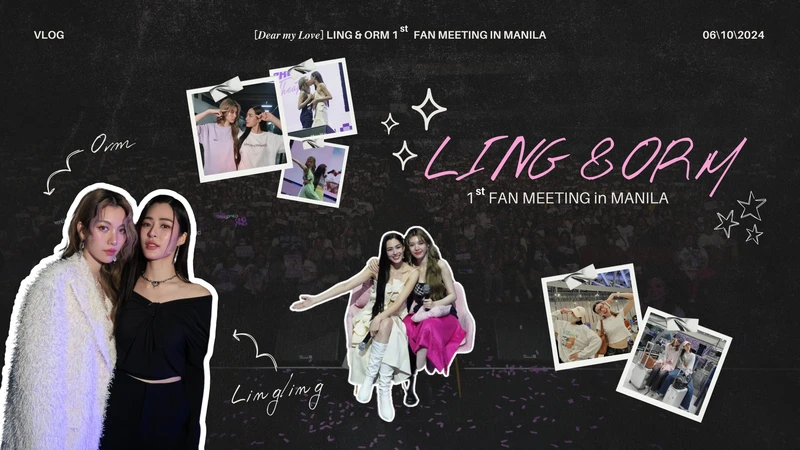 VLOG
[Dear my Love] LING & ORM 1st FAN MEETING IN MANILA
06\10\2024
Orm
LING & ORM
1st FAN MEETING in MANILA
Lingling